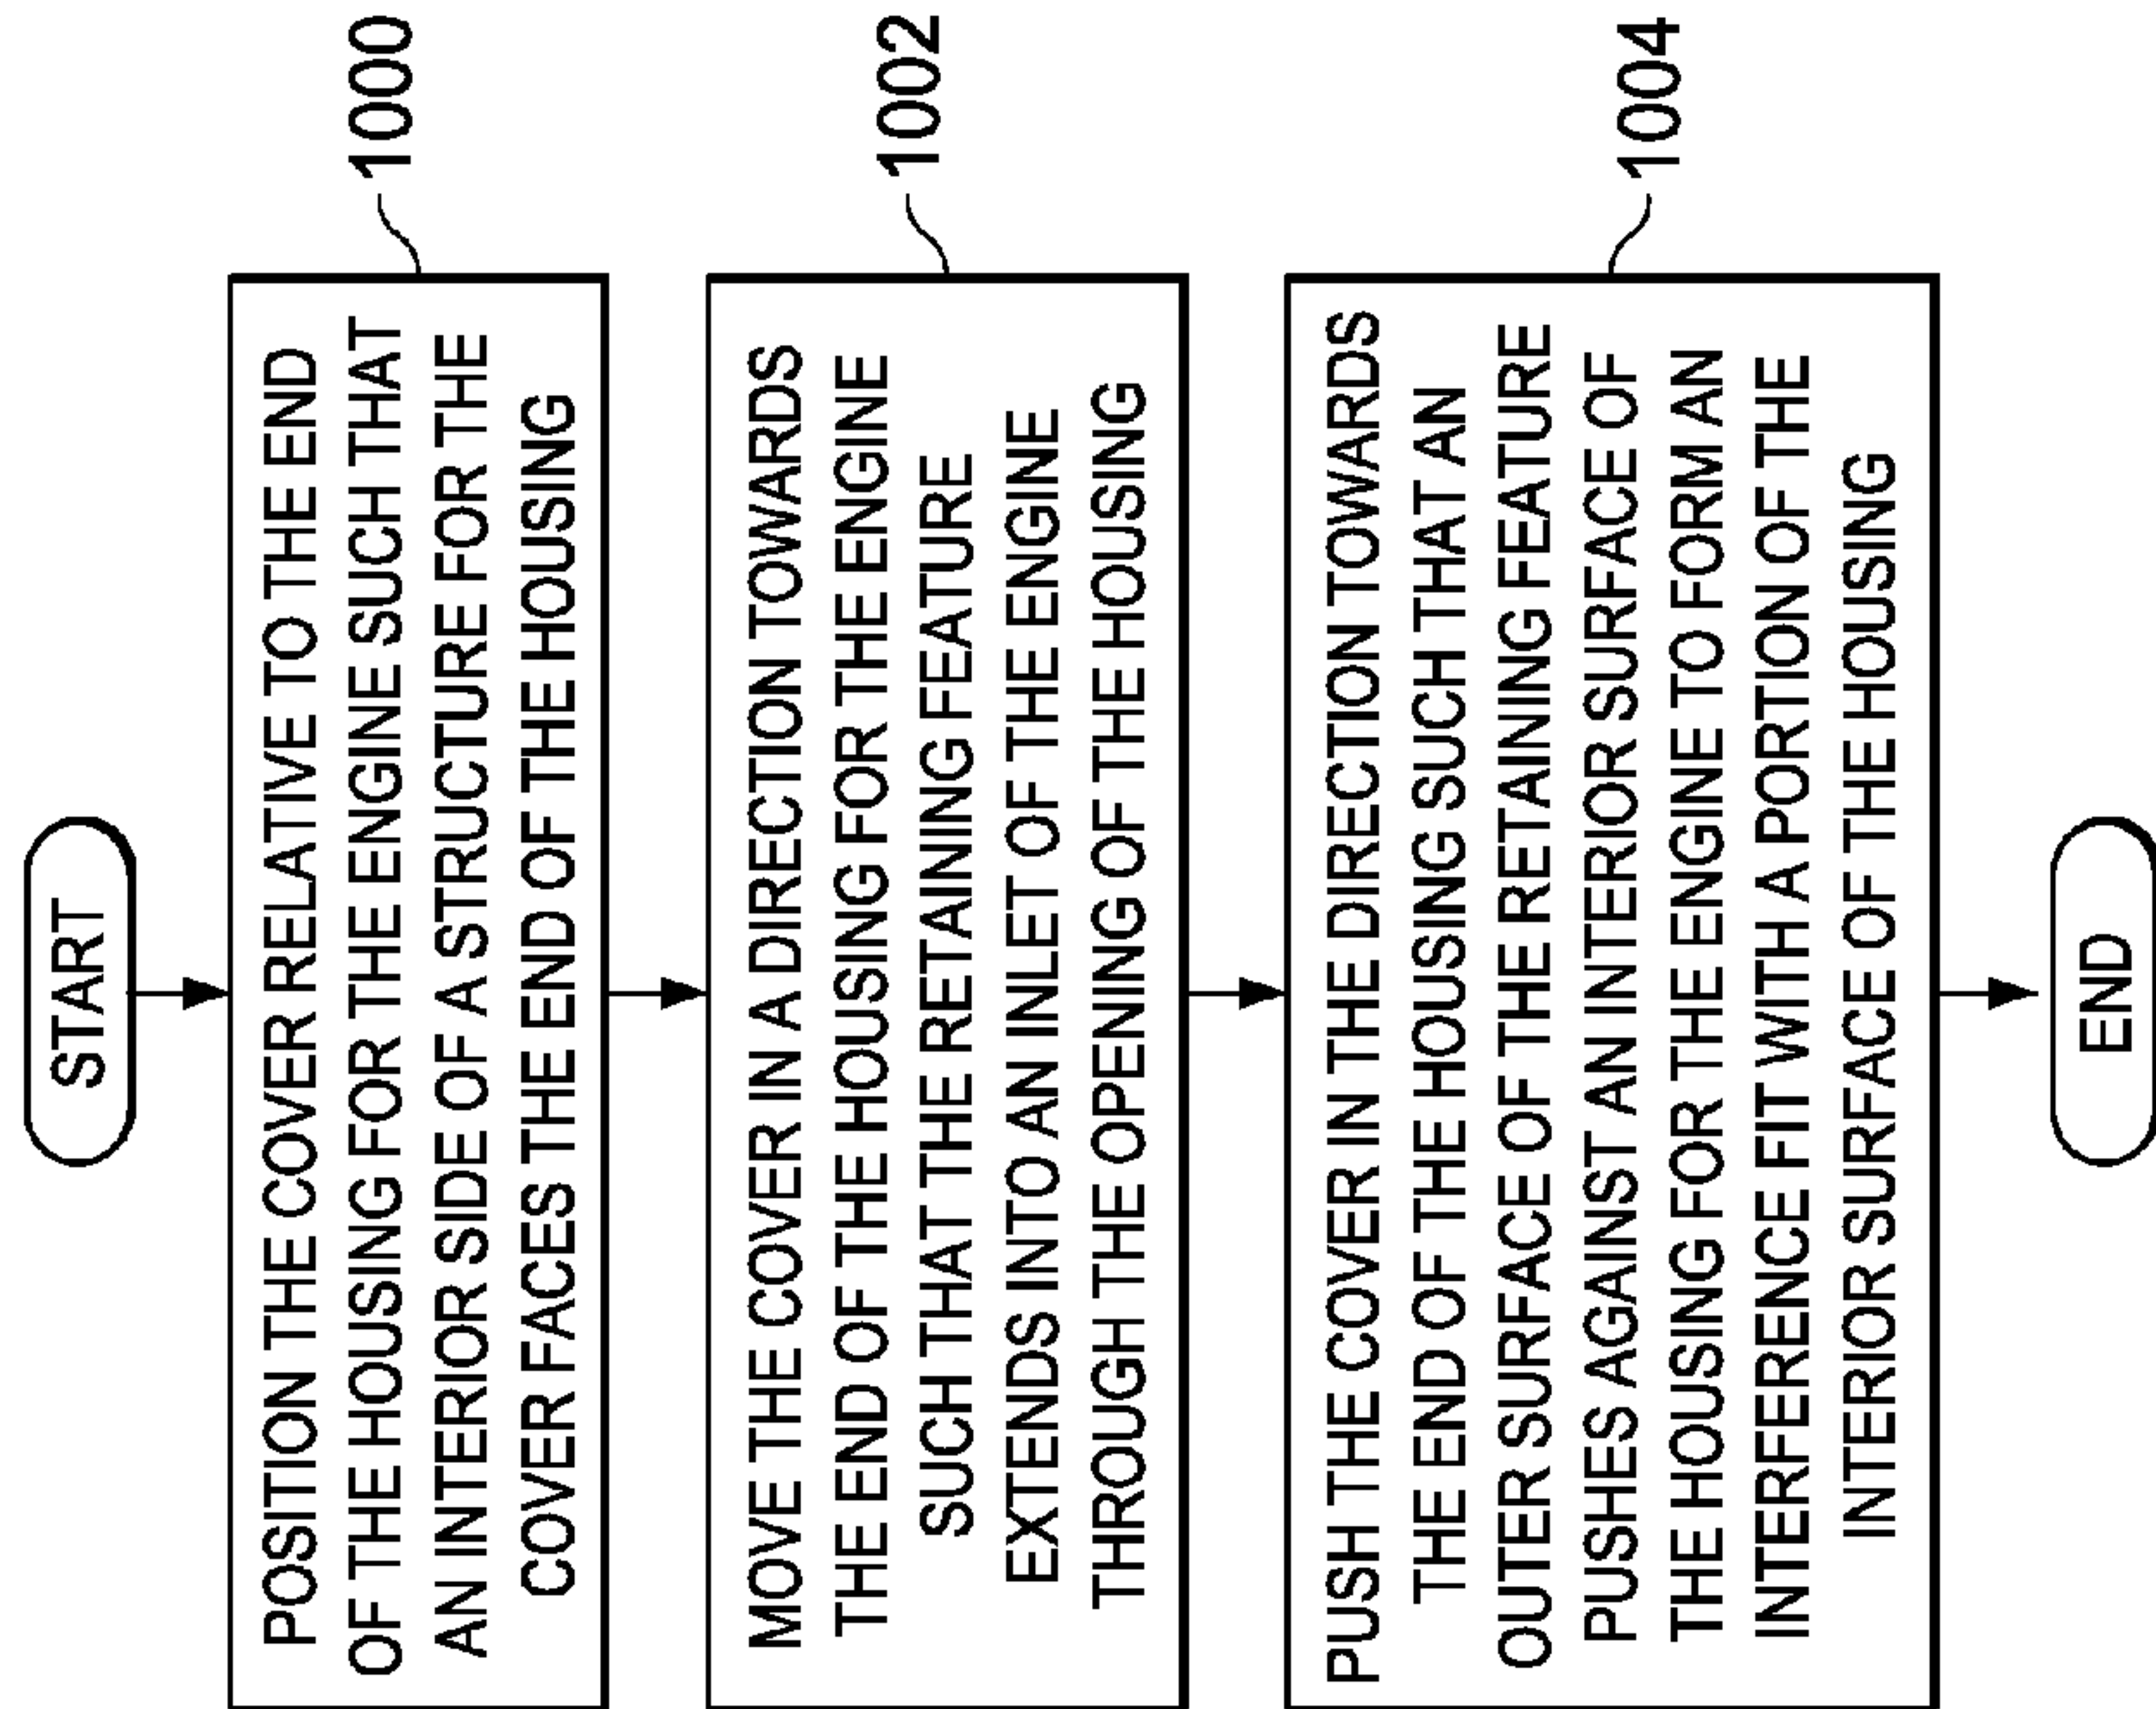 START
POSITION THE COVER RELATIVE TO THE END
OF THE HOUSING FOR THE ENGINE SUCH THAT
AN INTERIOR SIDE OF A STRUCTURE FOR THE
COVER FACES THE END OF THE HOUSING
1000
MOVE THE COVER IN A DIRECTION TOWARDS
THE END OF THE HOUSING FOR THE ENGINE
SUCH THAT THE RETAINING FEATURE
EXTENDS INTO AN INLET OF THE ENGINE
THROUGH THE OPENING OF THE HOUSING
1002
PUSH THE COVER IN THE DIRECTION TOWARDS
THE END OF THE HOUSING SUCH THAT AN
OUTER SURFACE OF THE RETAINING FEATURE
PUSHES AGAINST AN INTERIOR SURFACE OF
THE HOUSING FOR THE ENGINE TO FORM AN
INTERFERENCE FIT WITH A PORTION OF THE
INTERIOR SURFACE OF THE HOUSING
1004
END